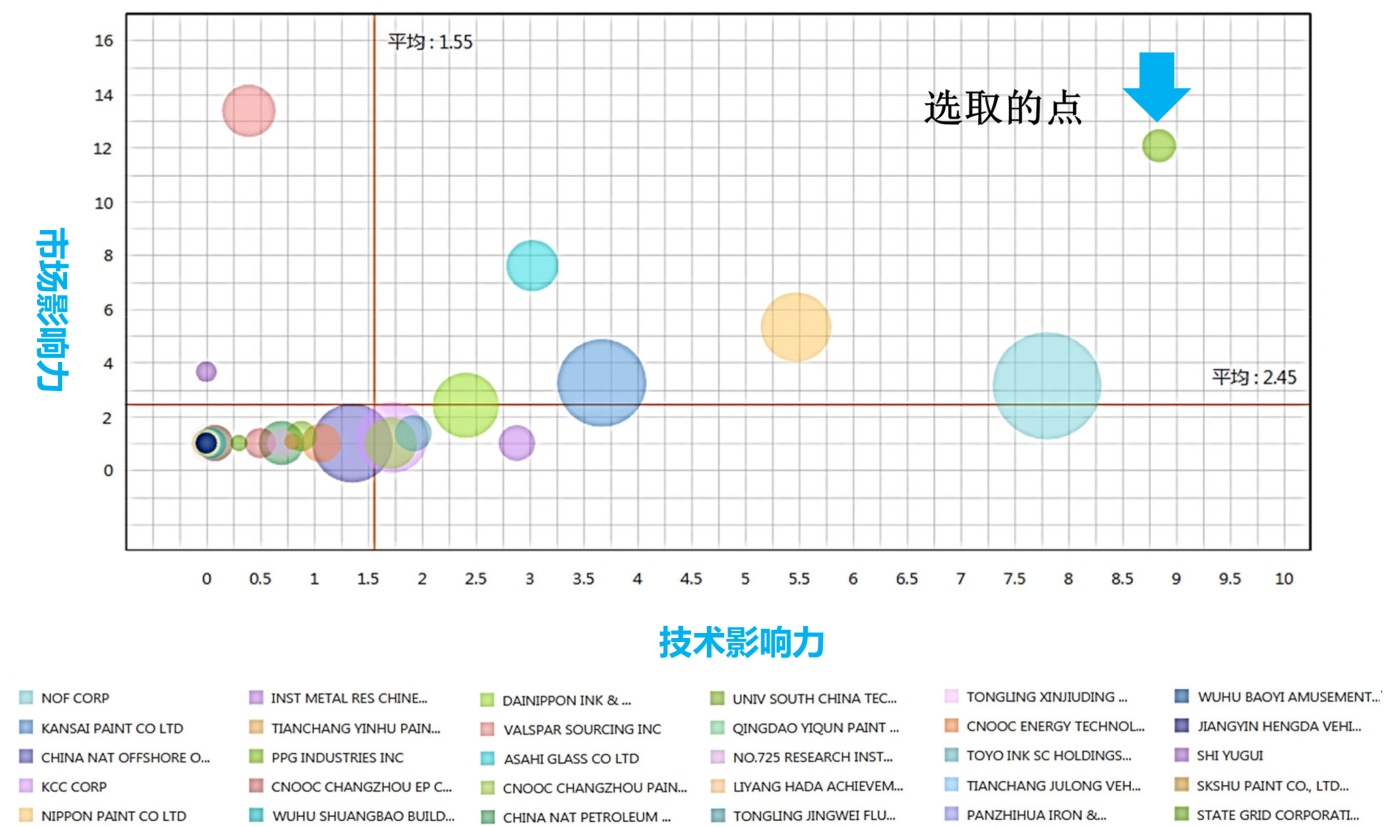 16
平均 : 1.55
14
选取的点
12
10
8
6
4
平均 : 2.45
2
0
市场影响力
0 0.5 1 1.5 2 2.5 3 3.5 4 4.5 5 5.5 6 6.5 7 7.5 8 8.5 9 9.5 10
技术影响力
NOF CORP
INST METAL RES CHINE...
DAINIPPON INK & ...
UNIV SOUTH CHINA TEC...
TONGLING XINJIUDING ...
WUHU BAOYI AMUSEMENT...
KANSAI PAINT CO LTD
TIANCHANG YINHU PAIN...
VALSPAR SOURCING INC
QINGDAO YIQUN PAINT ...
CNOOC ENERGY TECHNOL...
JIANGYIN HENGDA VEHI...
CHINA NAT OFFSHORE O...
PPG INDUSTRIES INC
ASAHI GLASS CO LTD
NO.725 RESEARCH INST...
TOYO INK SC HOLDINGS...
SHI YUGUI
KCC CORP
CNOOC CHANGZHOU EP C...
CNOOC CHANGZHOU PAIN...
LIYANG HADA ACHIEVEM...
TIANCHANG JULONG VEH...
SKSHU PAINT CO., LTD...
NIPPON PAINT CO LTD
WUHU SHUANGBAO BUILD...
CHINA NAT PETROLEUM ...
TONGLING JINGWEI FLU...
PANZHIHUA IRON &...
STATE GRID CORPORATI...